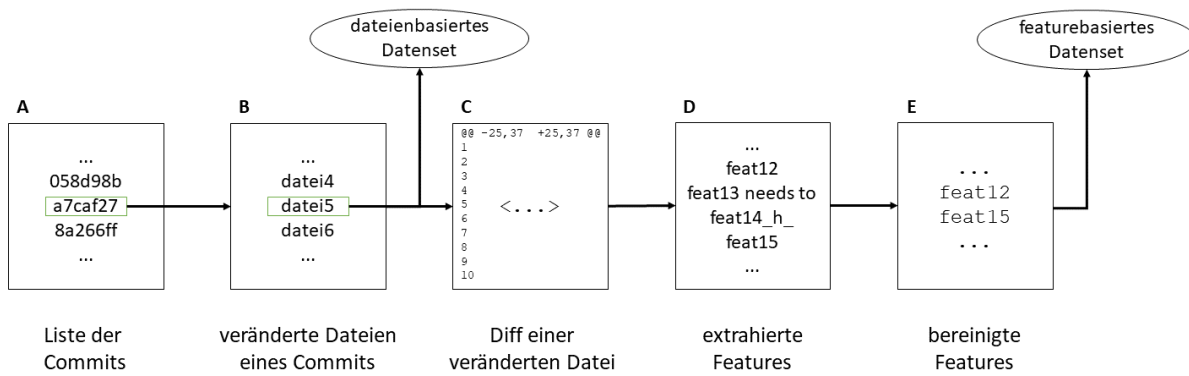 dateienbasiertes
Datenset
featurebasiertes
Datenset
A
...
058d98b
a7caf27
8a266ff
...
Liste der
Commits
B
datei4
datei5
datei6
...
veränderte Dateien
eines Commits
C
@@ -25,37 +25,37 @@
1
2
3
4
5
6
7
8
9
10
<...>
Diff einer
veränderten Datei
D
...
feat12
feat13 needs to
feat14_h_
feat15
...
extrahierte
Features
E
...
feat12
feat15
...
bereinigte
Features